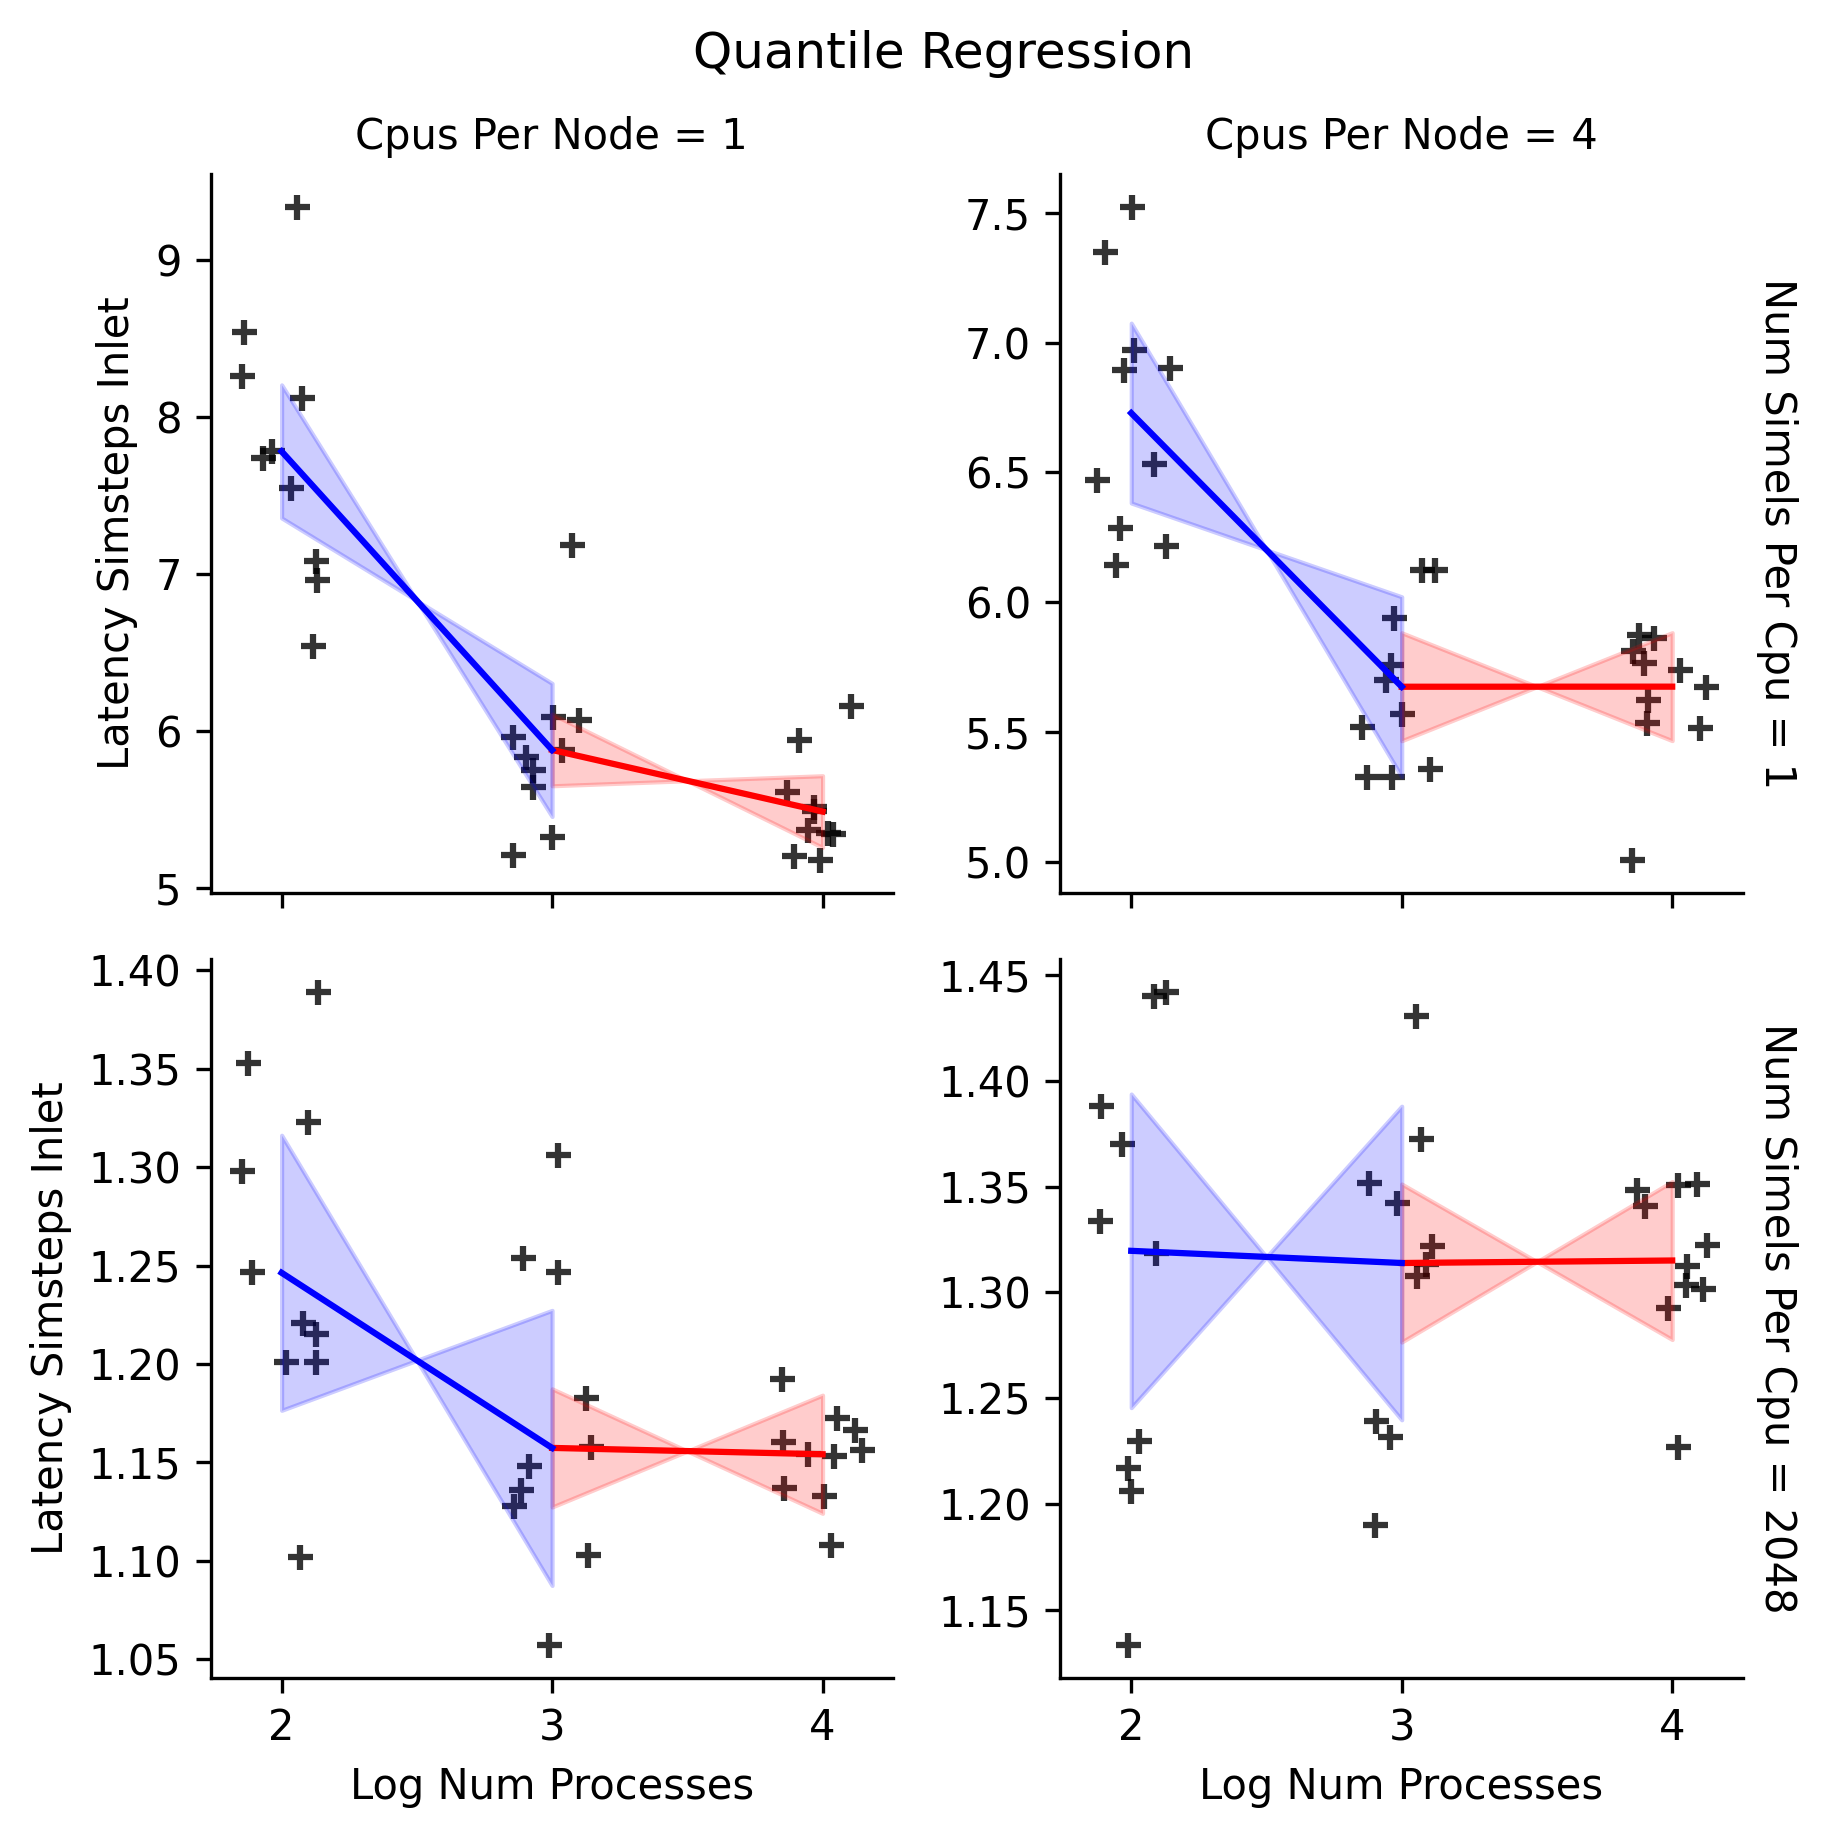 Quantile Regression
Cpus Per Node = 1
Cpus Per Node = 4
Latency Simsteps Inlet
9
8
7
6
5
7.5
7.0
6.5
6.0
5.5
5.0
Num Simels Per Cpu = 1
Latency Simsteps Inlet
1.40
1.35
1.30
1.25
1.20
1.15
1.10
1.05
2 3 4
Log Num Processes
1.45
1.40
1.35
1.30
1.25
1.20
1.15
2 3 4
Log Num Processes
Num Simels Per Cpu = 2048